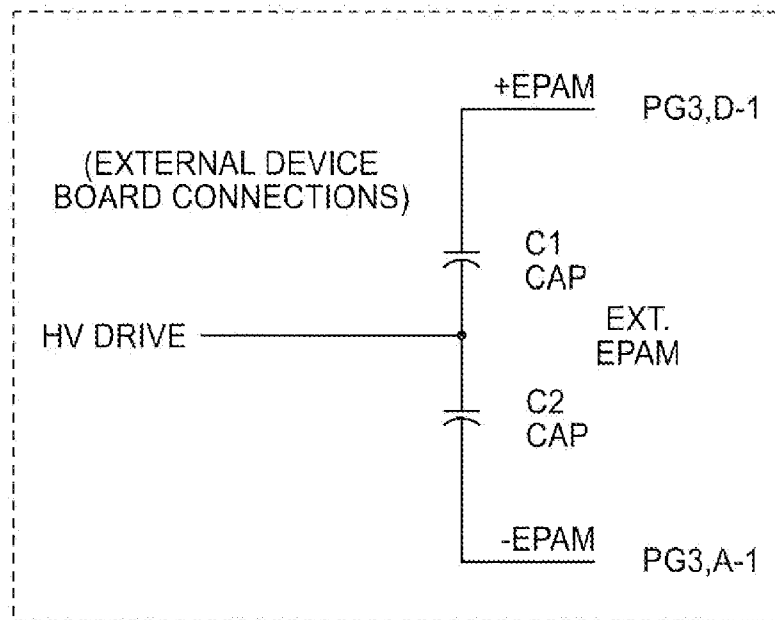 +EPAM
PG3,D-1
(EXTERNAL DEVICE
BOARD CONNECTIONS)
C1
CAP
EXT.
EPAM
HV DRIVE
C2
CAP
-EPAM
PG3,A-1